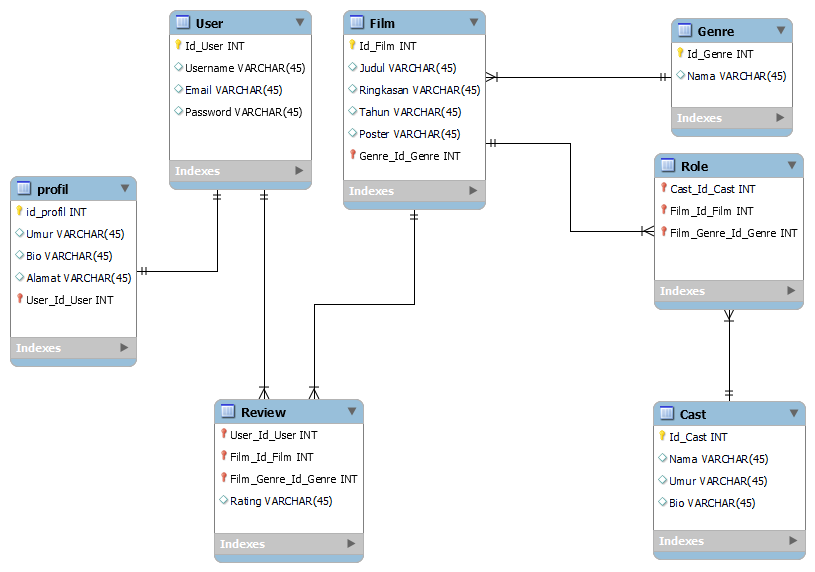 User
Id_User INT
Username VARCHAR(45)
Email VARCHAR(45)
Password VARCHAR(45)
Indexes
Film
Id_Film INT
Judul VARCHAR(45)
Ringkasan VARCHAR(45)
Tahun VARCHAR(45)
Poster VARCHAR(45)
Genre_Id_Genre INT
Indexes
Genre
Id_Genre INT
Nama VARCHAR(45)
Indexes
profil
id_profil INT
Umur VARCHAR(45)
Bio VARCHAR(45)
Alamat VARCHAR(45)
User_Id_User INT
Indexes
Role
Cast_Id_Cast INT
Film_Id_Film INT
Film_Genre_Id_Genre INT
Indexes
Review
User_Id_User INT
Film_Id_Film INT
Film_Genre_Id_Genre INT
Rating VARCHAR(45)
Indexes
Cast
Id_Cast INT
Nama VARCHAR(45)
Umur VARCHAR(45)
Bio VARCHAR(45)
Indexes